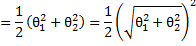 = 1/2 (θ₁² + θ₂²) = 1/2 (√(θ₁² + θ₂²))²